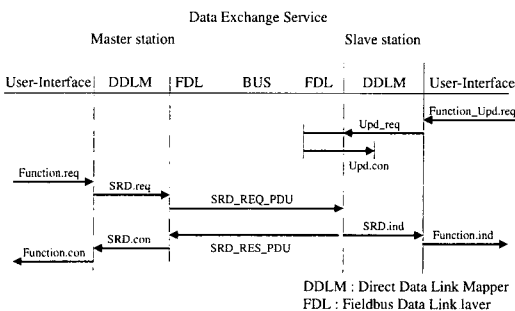 Data Exchange Service
Master station Slave station
User-Interface DDLM FDL BUS FDL DDLM User-Interface
Function_Upd.req
Upd_req
Upd.con
Function.req
SRD.req
SRD_REQ_PDU
SRD.ind
Function.ind
SRD.con
SRD_RES_PDU
Function.con
DDLM : Direct Data Link Mapper
FDL : Fieldbus Data Link layer